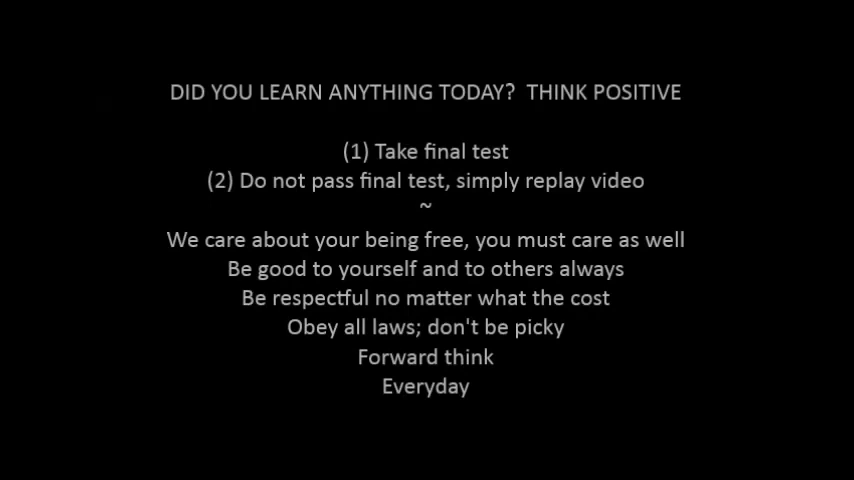 DID YOU LEARN ANYTHING TODAY? THINK POSITIVE
(1) Take final test
(2) Do not pass final test, simply replay video
~
We care about your being free, you must care as well
Be good to yourself and to others always
Be respectful no matter what the cost
Obey all laws; don't be picky
Forward think
Everyday